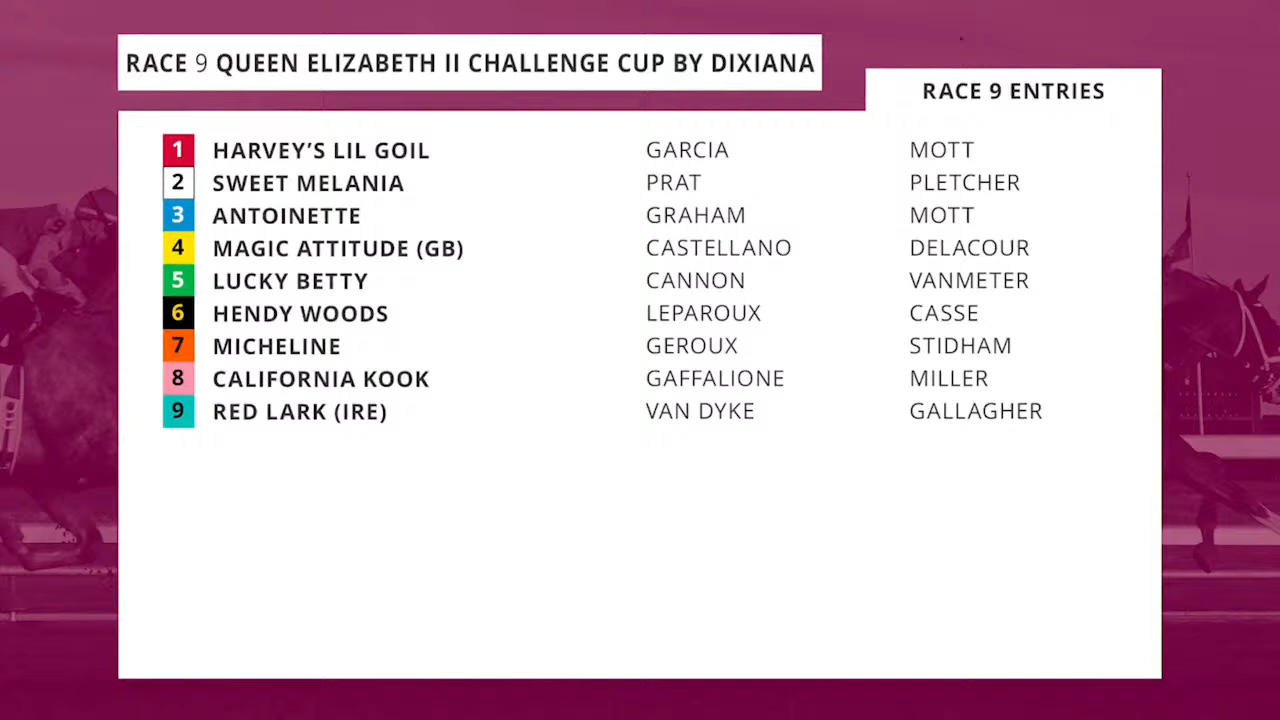 RACE 9 QUEEN ELIZABETH II CHALLENGE CUP BY DIXIANA
RACE 9 ENTRIES
1 HARVEY’S LIL GOIL GARCIA MOTT
2 SWEET MELANIA PRAT PLETCHER
3 ANTOINETTE GRAHAM MOTT
4 MAGIC ATTITUDE (GB) CASTELLANO DELACOUR
5 LUCKY BETTY CANNON VANMETER
6 HENDY WOODS LEPAROUX CASSE
7 MICHELINE GEROUX STIDHAM
8 CALIFORNIA KOOK GAFFALIONE MILLER
9 RED LARK (IRE) VAN DYKE GALLAGHER